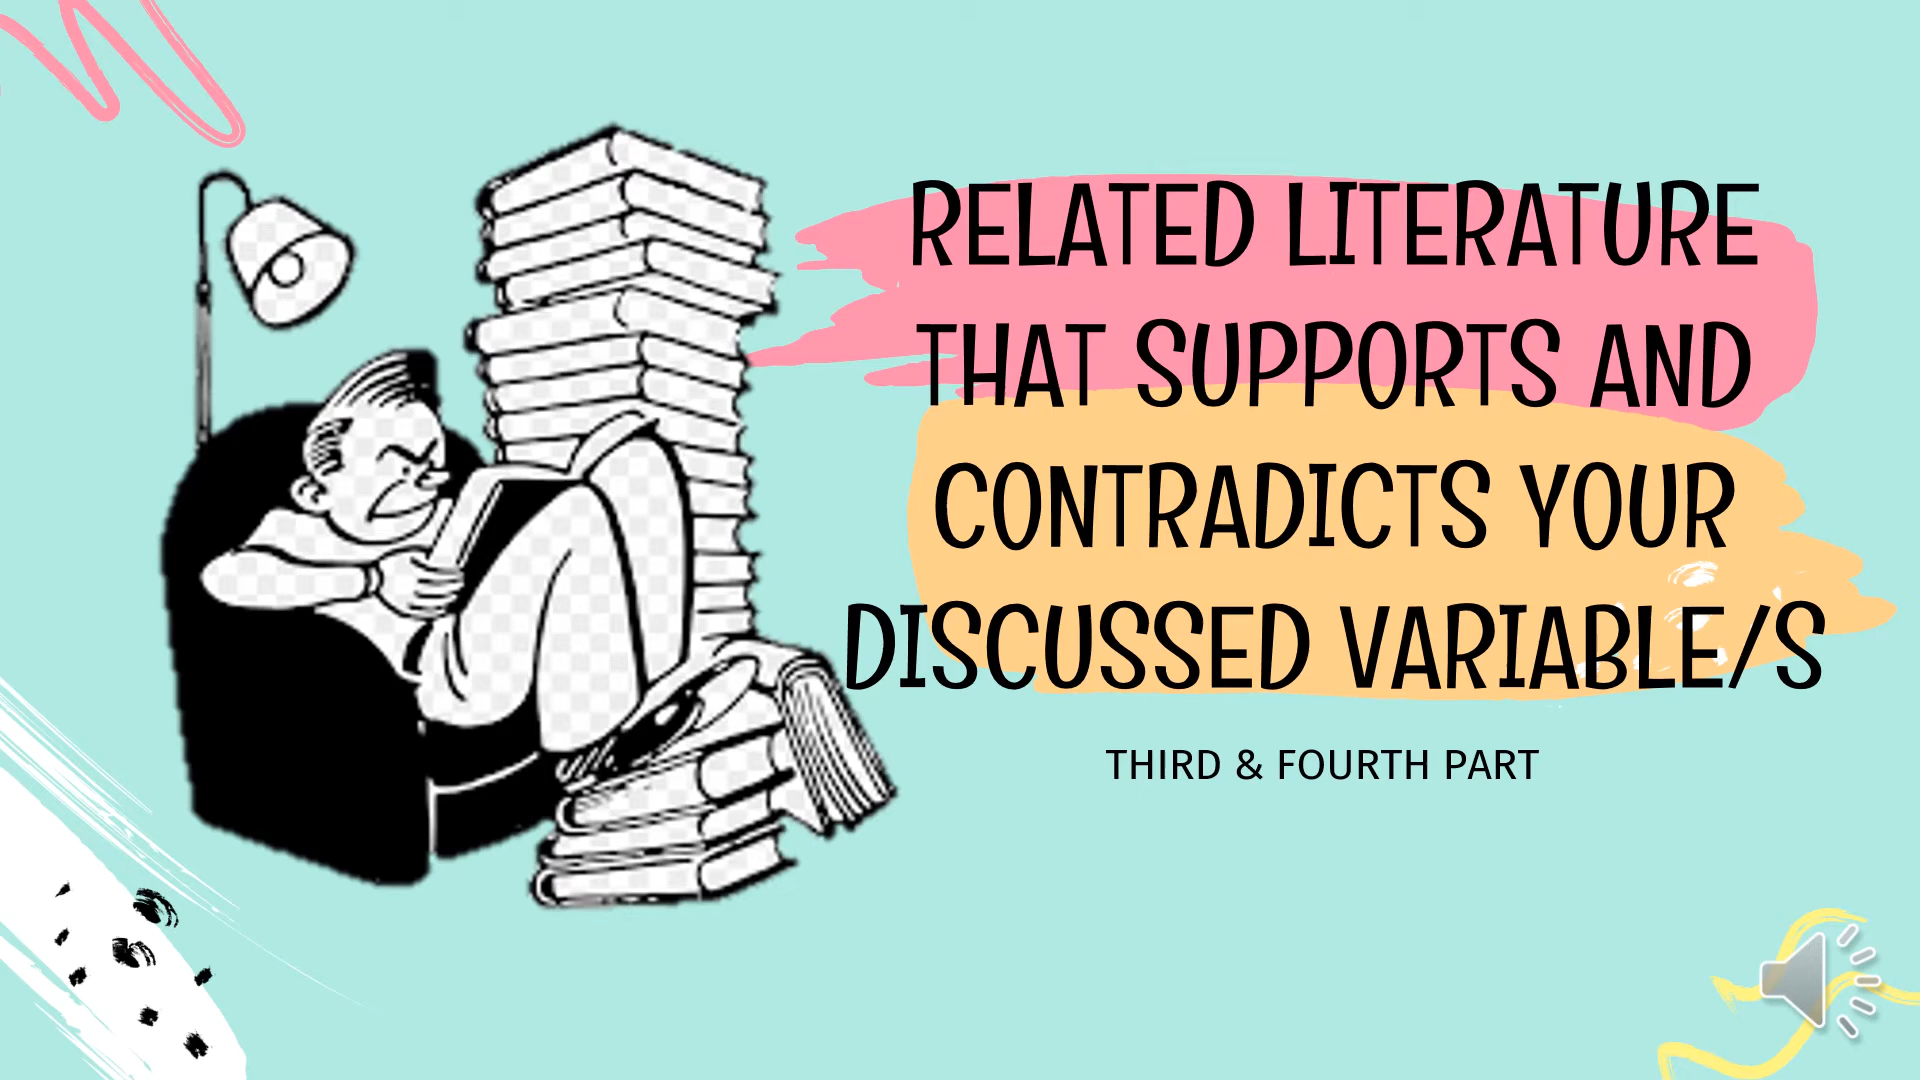 RELATED LITERATURE
THAT SUPPORTS AND
CONTRADICTS YOUR
DISCUSSED VARIABLE/S
THIRD & FOURTH PART